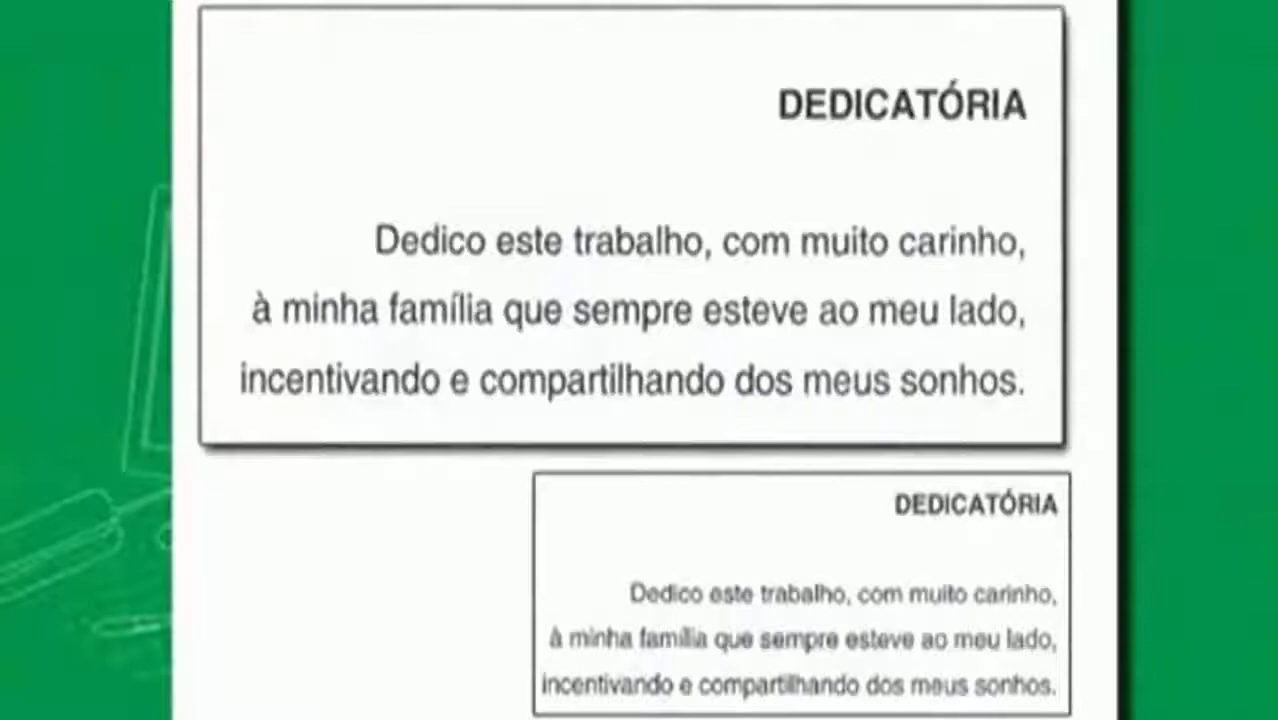 DEDICATÓRIA
Dedico este trabalho, com muito carinho,
à minha família que sempre esteve ao meu lado,
incentivando e compartilhando dos meus sonhos.
DEDICATÓRIA
Dedico este trabalho, com muito carinho,
à minha família que sempre esteve ao meu lado,
incentivando e compartilhando dos meus sonhos.